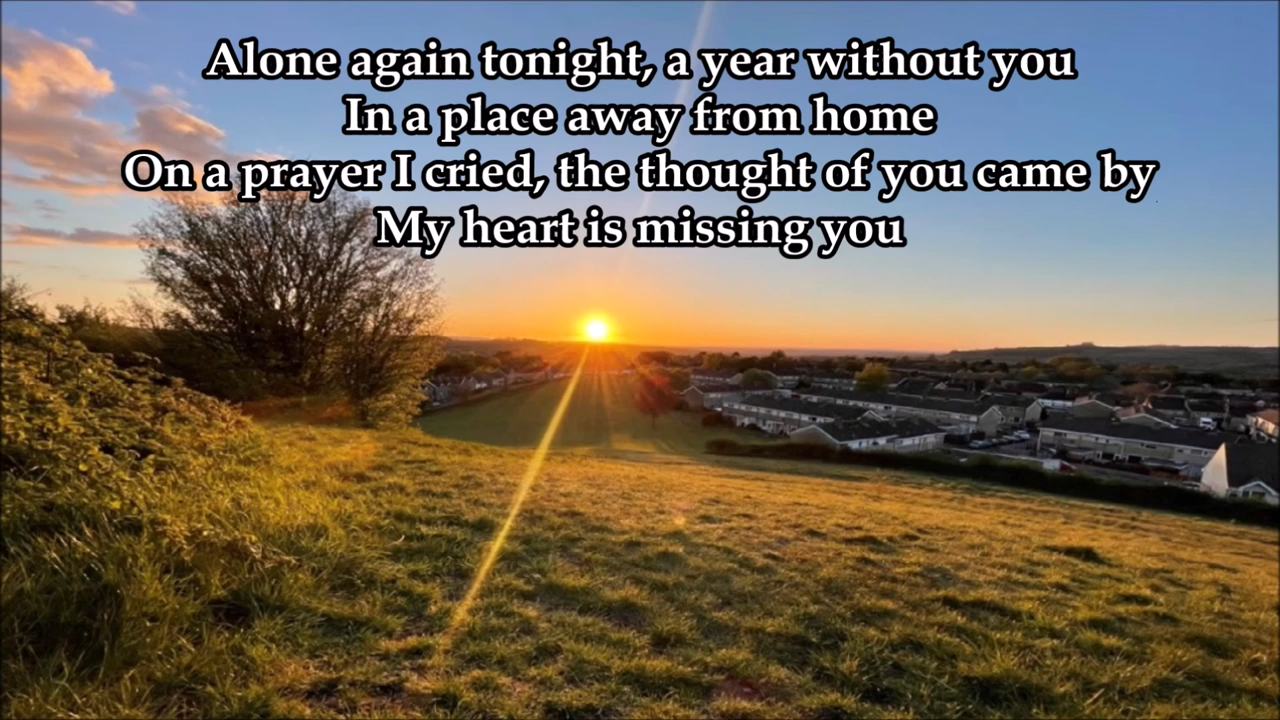 Alone again tonight, a year without you
In a place away from home
On a prayer I cried, the thought of you came by
My heart is missing you